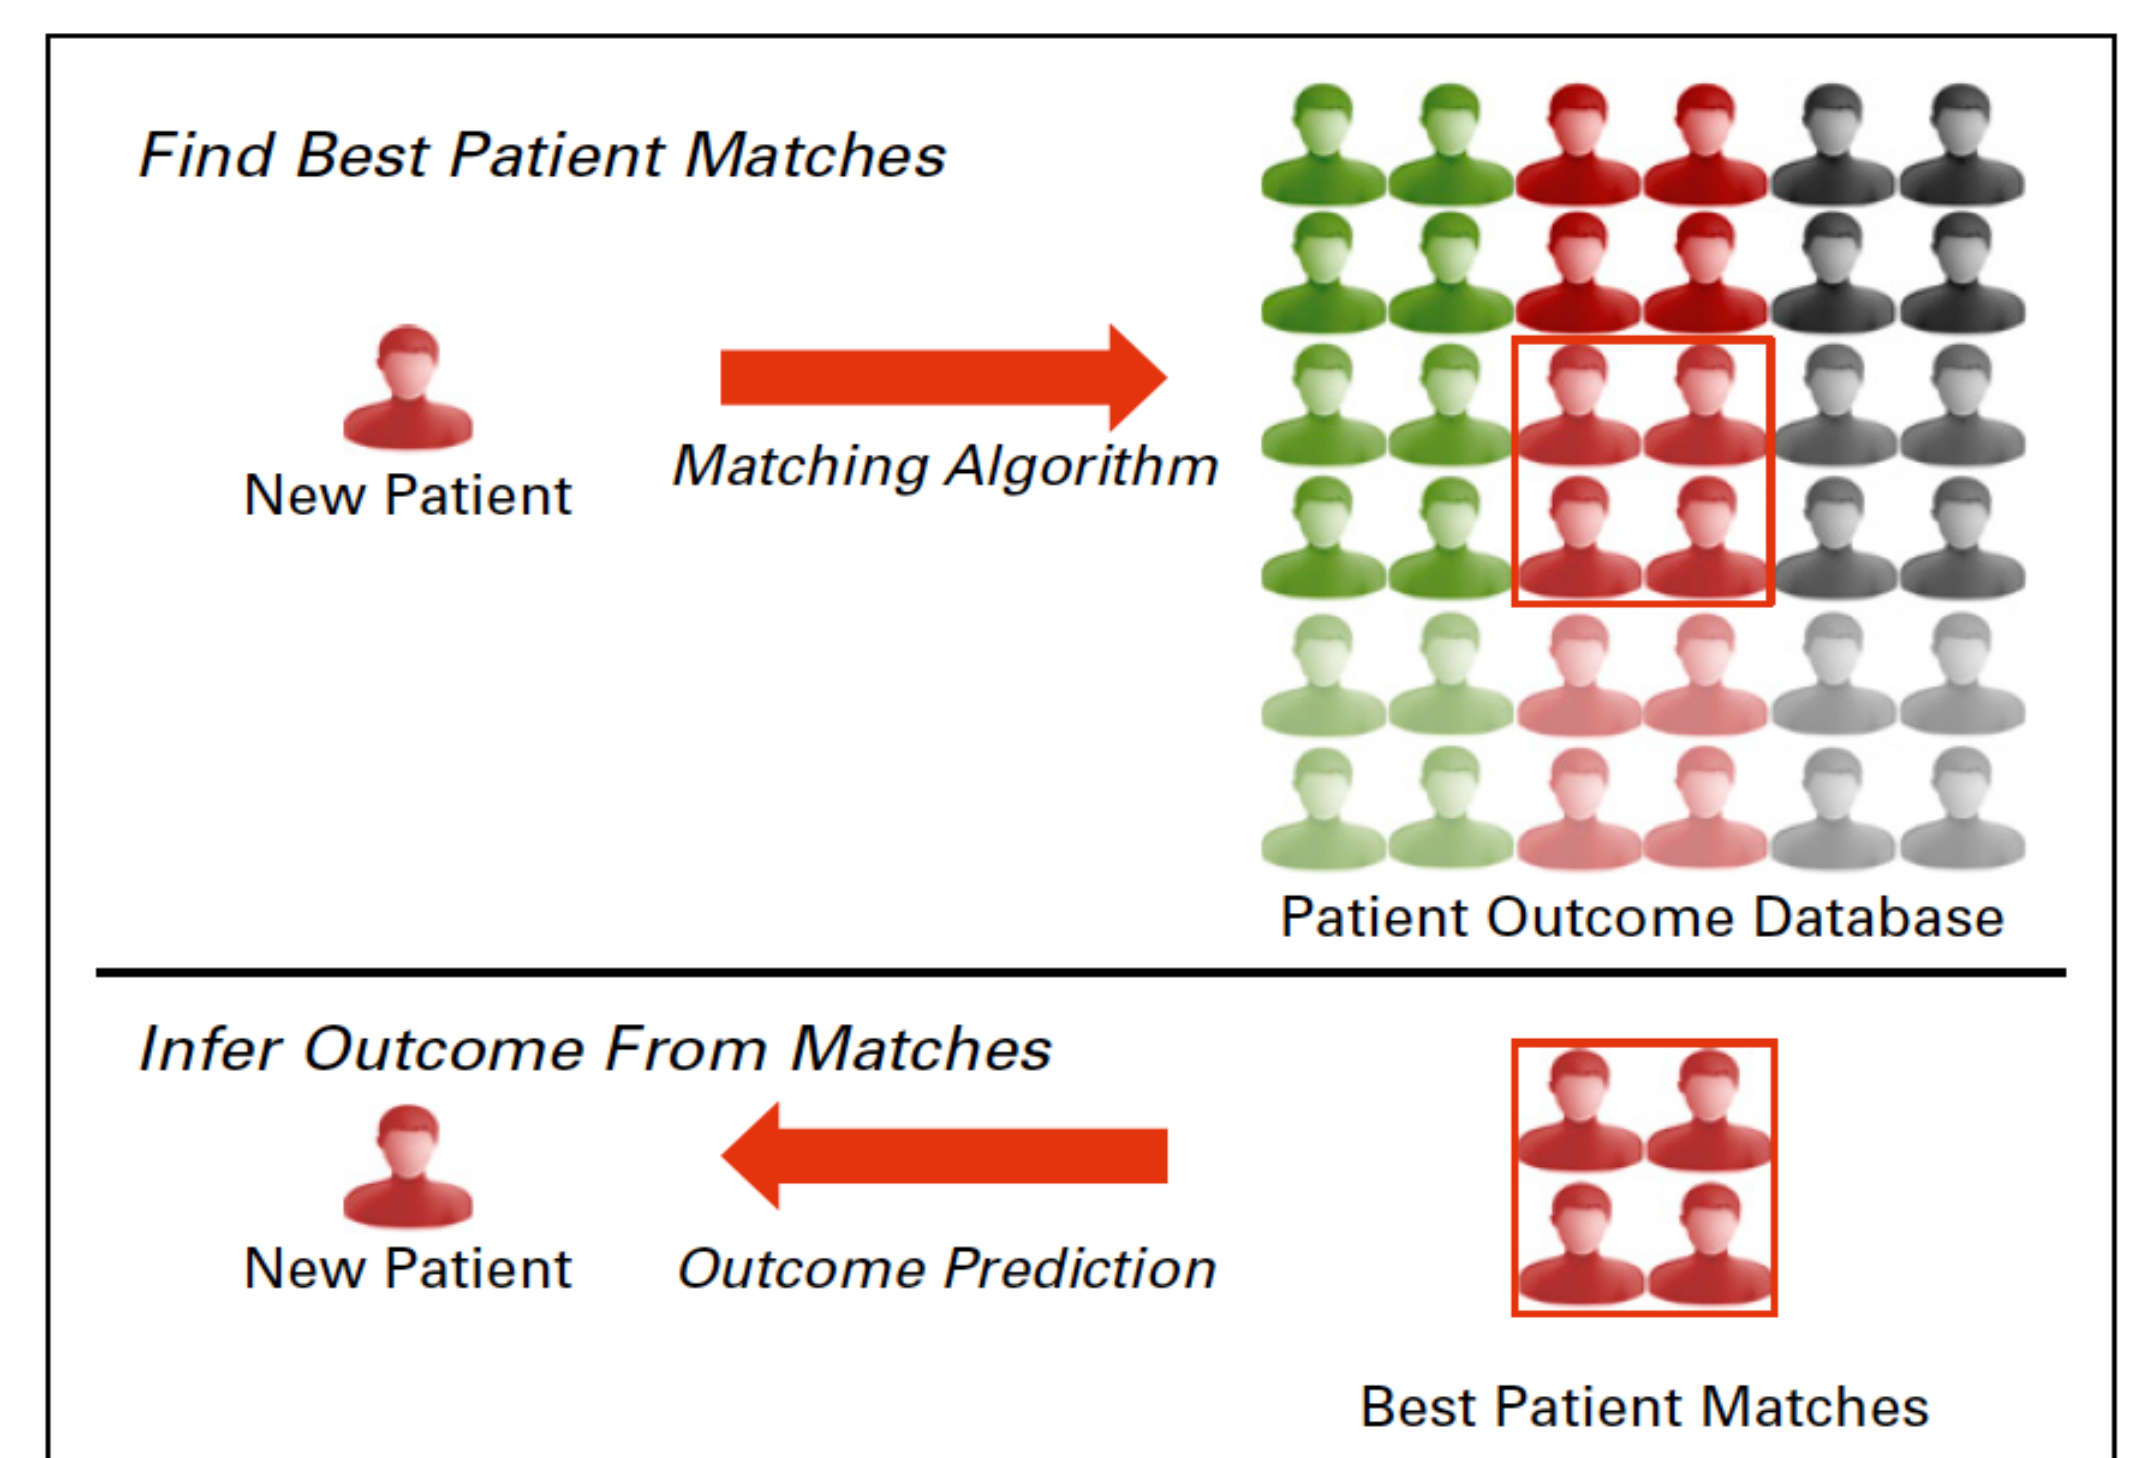 Find Best Patient Matches
New Patient
Matching Algorithm
Patient Outcome Database
Infer Outcome From Matches
New Patient
Outcome Prediction
Best Patient Matches